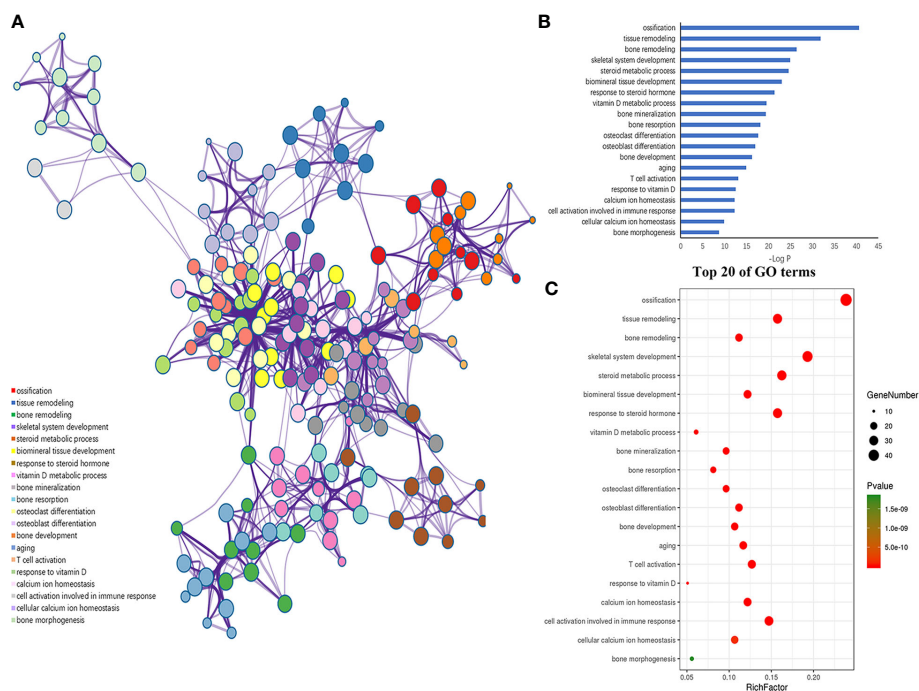 A
ossification
tissue remodeling
bone remodeling
skeletal system development
steroid metabolic process
biomineral tissue development
response to steroid hormone
vitamin D metabolic process
bone mineralization
bone resorption
osteoclast differentiation
osteoblast differentiation
bone development
aging
T cell activation
response to vitamin D
calcium ion homeostasis
cell activation involved in immune response
cellular calcium ion homeostasis
bone morphogenesis
B
ossification
tissue remodeling
bone remodeling
skeletal system development
steroid metabolic process
biomineral tissue development
response to steroid hormone
vitamin D metabolic process
bone mineralization
bone resorption
osteoclast differentiation
osteoblast differentiation
bone development
aging
T cell activation
response to vitamin D
calcium ion homeostasis
cell activation involved in immune response
cellular calcium ion homeostasis
bone morphogenesis
0 5 10 15 20 25 30 35 40 45
-Log P
Top 20 of GO terms
C
ossification
tissue remodeling
bone remodeling
skeletal system development
steroid metabolic process
biomineral tissue development
response to steroid hormone
vitamin D metabolic process
bone mineralization
bone resorption
osteoclast differentiation
osteoblast differentiation
bone development
aging
T cell activation
response to vitamin D
calcium ion homeostasis
cell activation involved in immune response
cellular calcium ion homeostasis
bone morphogenesis
0.05 0.10 0.15 0.20
RichFactor
GeneNumber
10
20
30
40
Pvalue
1.5e-09
1.0e-09
5.0e-10